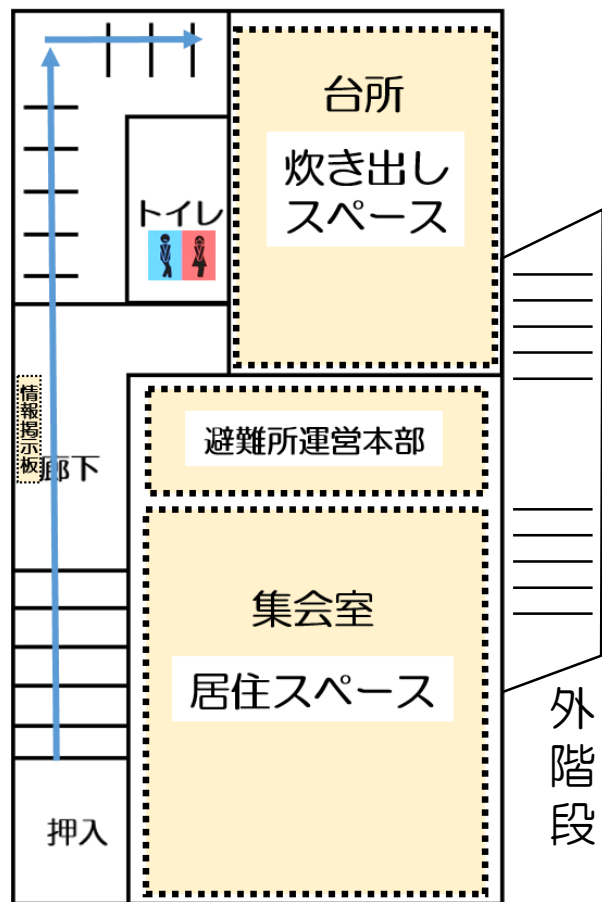 台所
炊き出し
スペース
トイレ
情報掲示板
廊下
避難所運営本部
集会室
居住スペース
外階段
押入